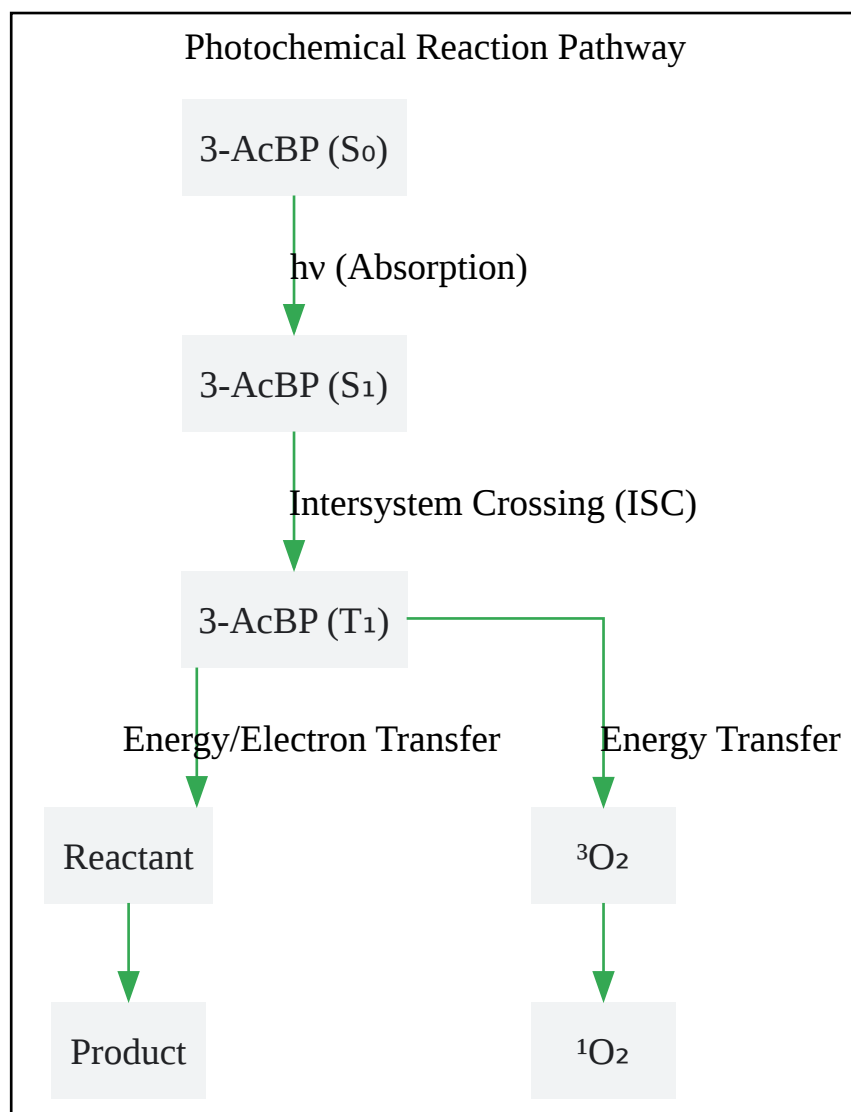 Photochemical Reaction Pathway
3-AcBP (S₀)
hν (Absorption)
3-AcBP (S₁)
Intersystem Crossing (ISC)
3-AcBP (T₁)
Energy/Electron Transfer
Energy Transfer
Reactant
³O₂
Product
¹O₂